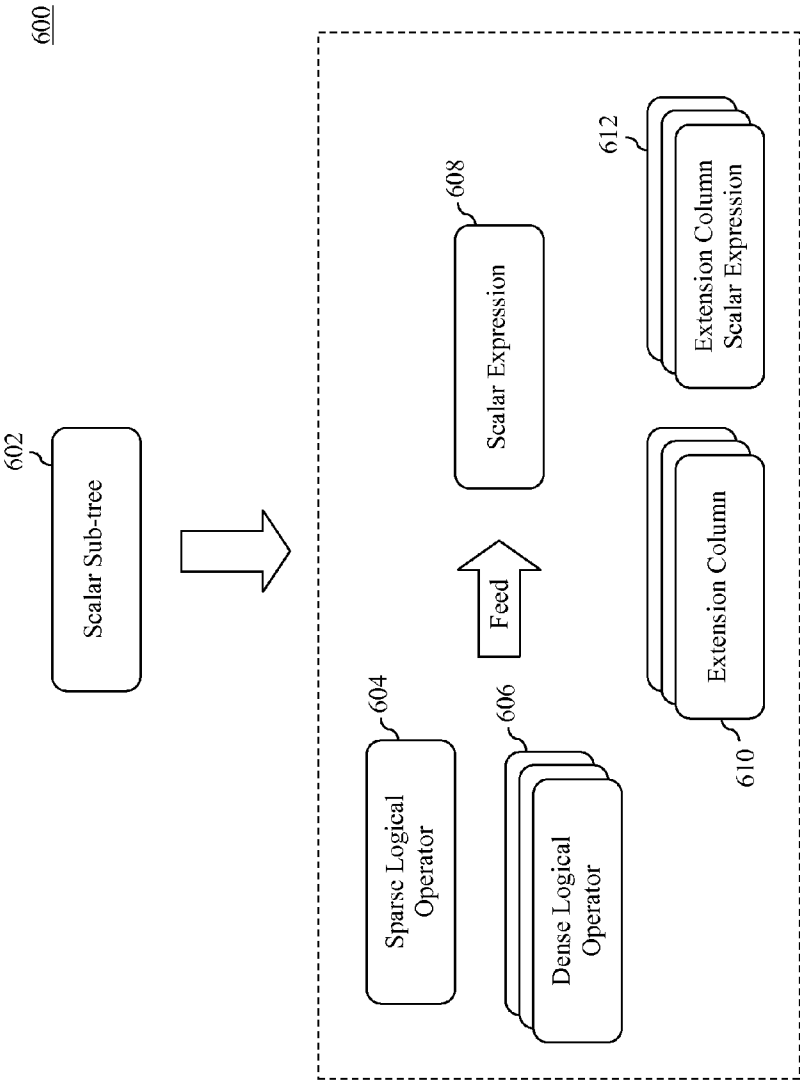 600
602
Scalar Sub-tree
604
Sparse Logical
Operator
606
Dense Logical
Operator
Feed
608
Scalar Expression
610
Extension Column
612
Extension Column
Scalar Expression